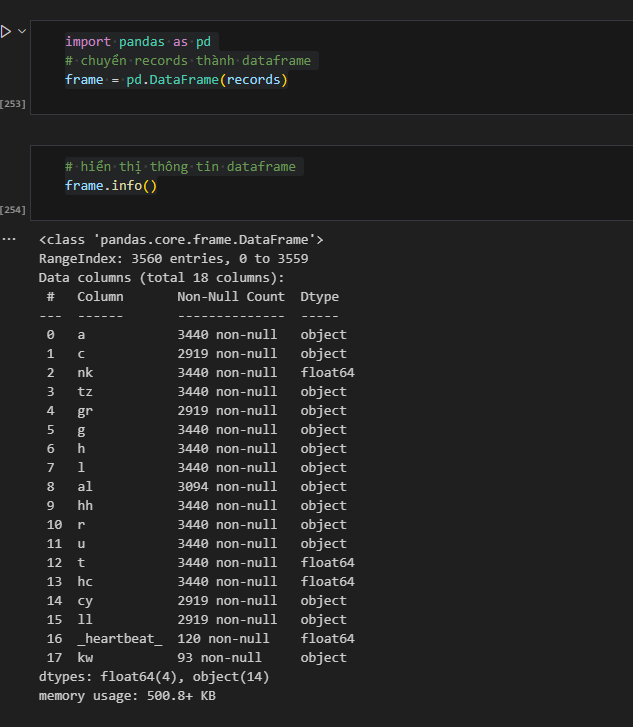 import pandas as pd
# chuyển records thành dataframe
frame = pd.DataFrame(records)
[253]
# hiển thị thông tin dataframe
frame.info()
[254]
<class 'pandas.core.frame.DataFrame'>
RangeIndex: 3560 entries, 0 to 3559
Data columns (total 18 columns):
 #   Column       Non-Null Count  Dtype
---  ------       --------------  -----
 0   a            3440 non-null   object
 1   c            2919 non-null   object
 2   nk           3440 non-null   float64
 3   tz           3440 non-null   object
 4   gr           2919 non-null   object
 5   g            3440 non-null   object
 6   h            3440 non-null   object
 7   l            3440 non-null   object
 8   al           3094 non-null   object
 9   hh           3440 non-null   object
 10  r            3440 non-null   object
 11  u            3440 non-null   object
 12  t            3440 non-null   float64
 13  hc           3440 non-null   float64
 14  cy           2919 non-null   object
 15  ll           2919 non-null   object
 16  _heartbeat_  120 non-null    float64
 17  kw           93 non-null     object
dtypes: float64(4), object(14)
memory usage: 500.8+ KB